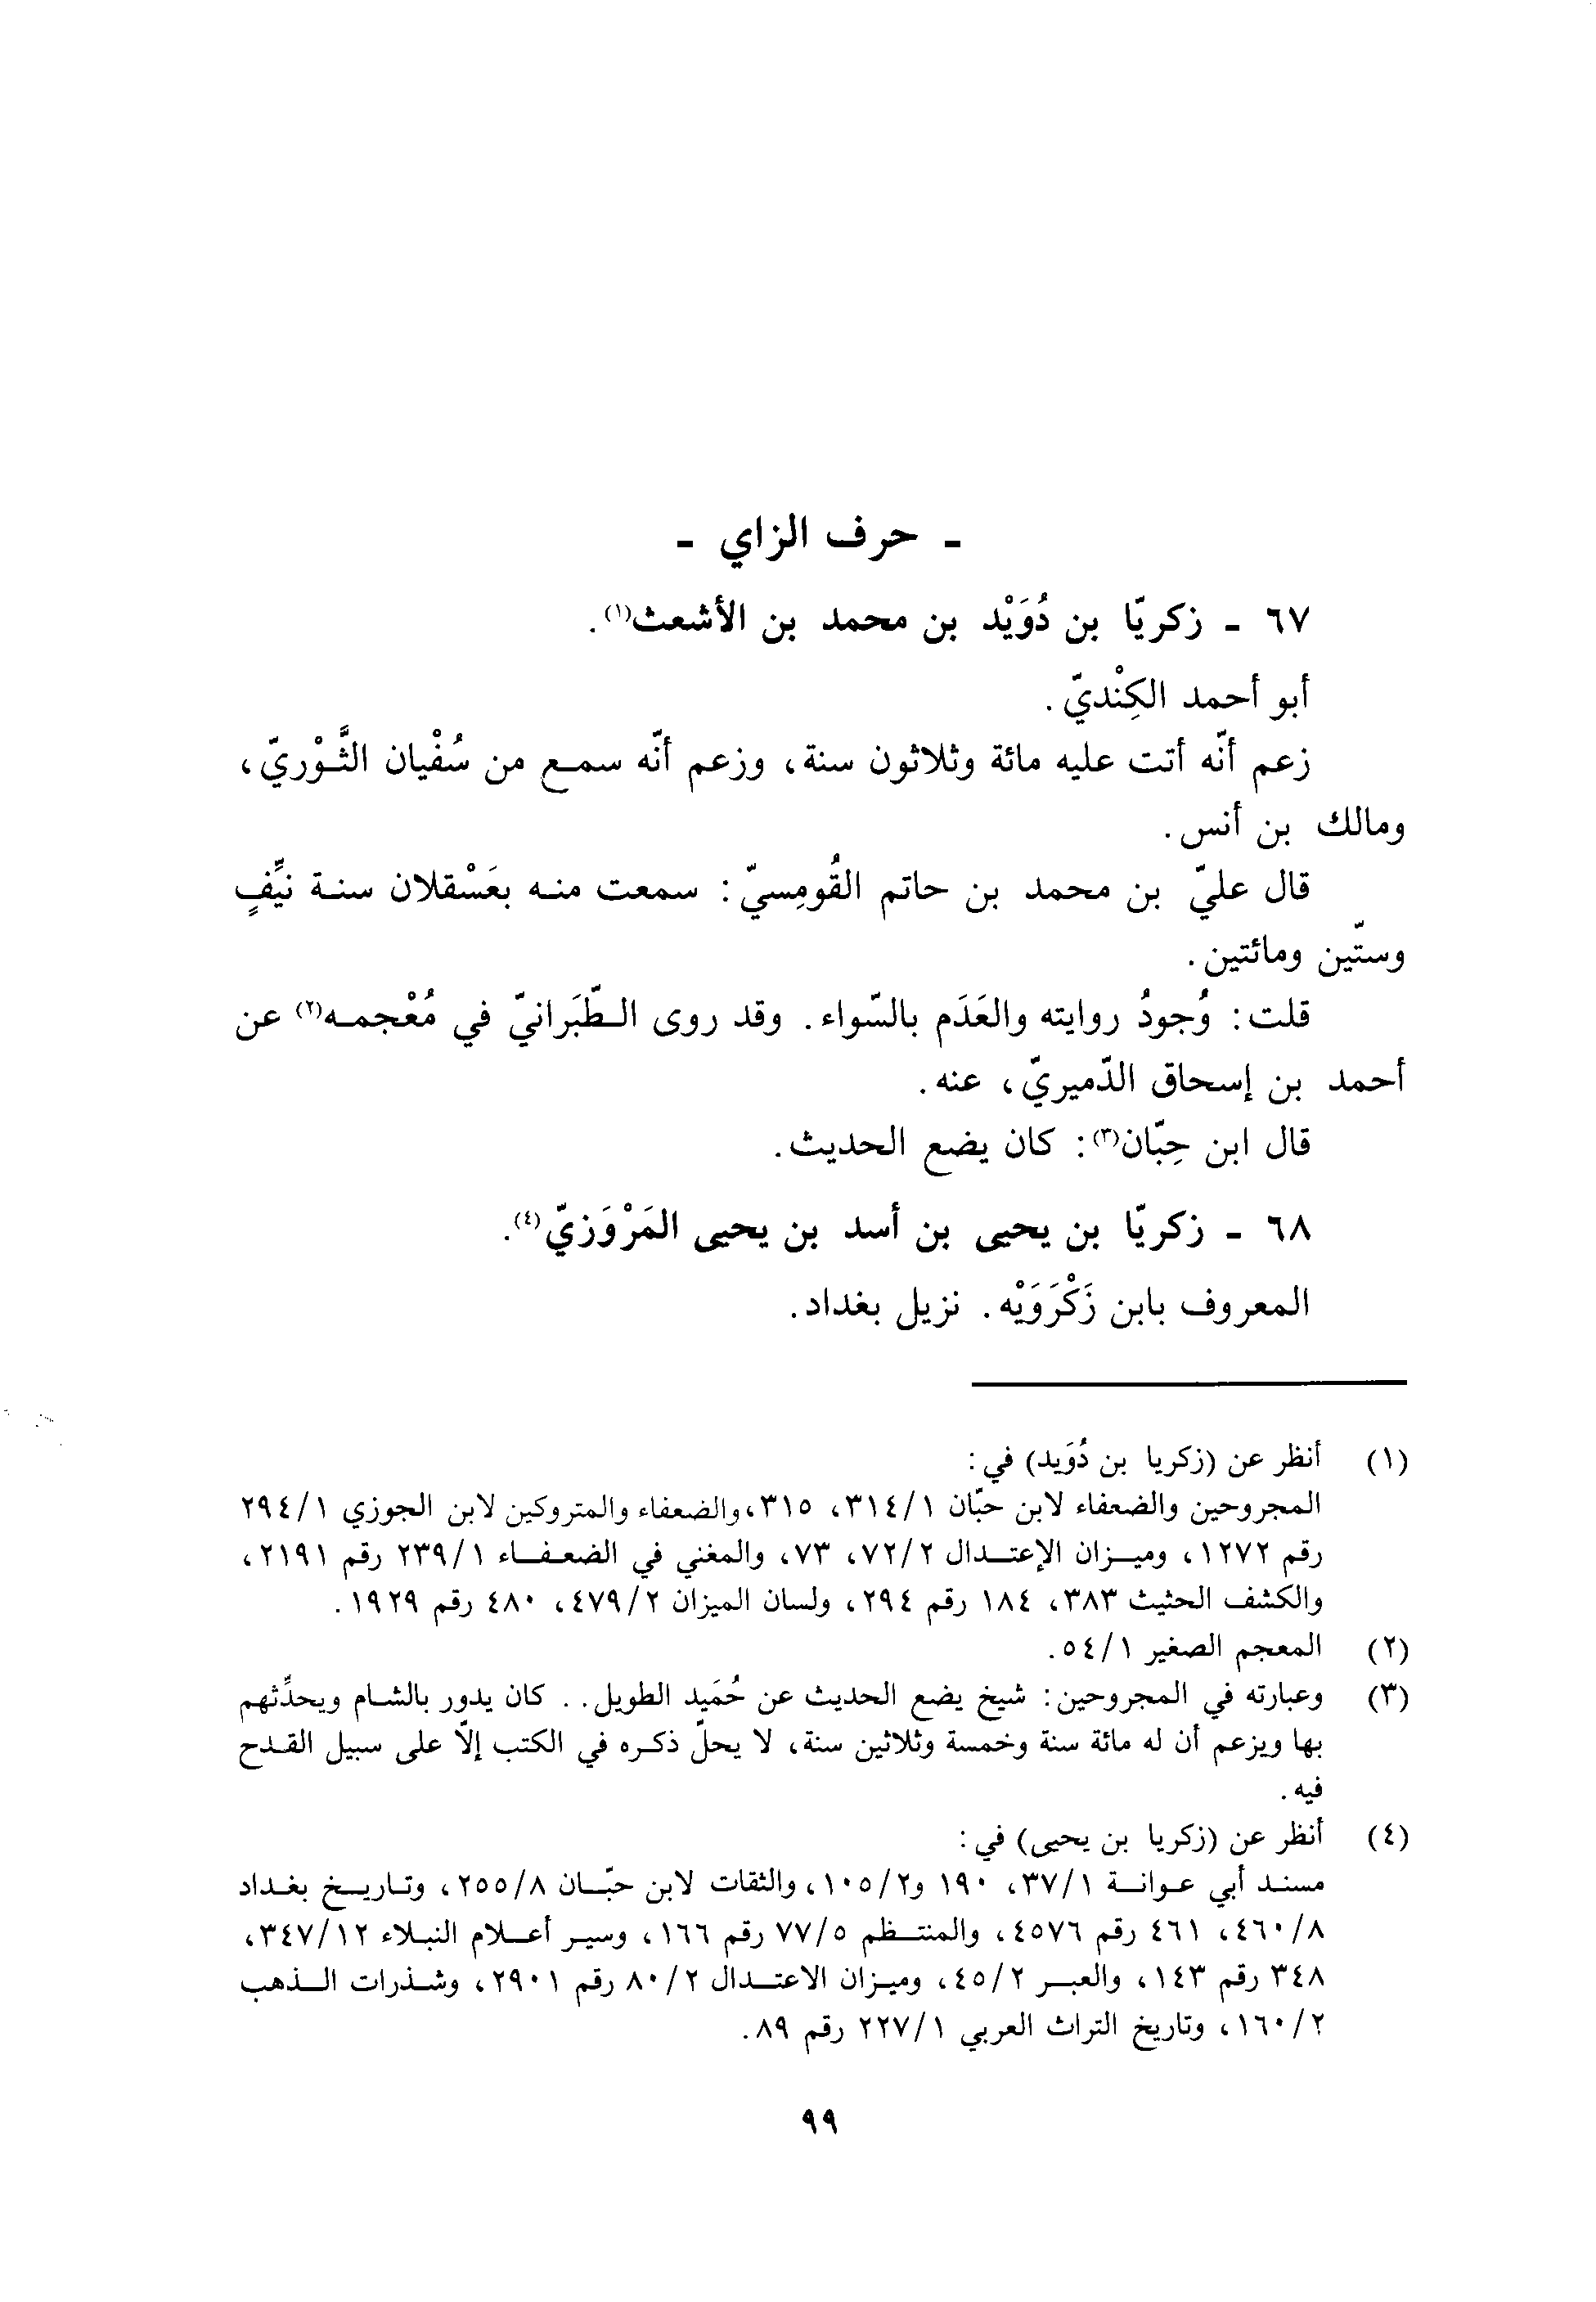 - حرف الزاي -
٦٧ - زكريّا بن دُوَيْد بن محمد بن الأشعث(١).
أبو أحمد الكِنْديّ.
زعم أنّه أتت عليه مائة وثلاثون سنة، وزعم أنّه سمع من سُفْيان الثَّوْريّ،
ومالك بن أنس.
قال عليّ بن محمد بن حاتم القُومِسيّ: سمعت منه بعَسْقلان سنة نيِّفٍ
وستّين ومائتين.
قلت: وُجودُ روايته والعَدَم بالسّواء. وقد روى الطّبَرانيّ في مُعْجمه(٢) عن
أحمد بن إسحاق الدّميريّ، عنه.
قال ابن حِبّان(٣): كان يضع الحديث.
٦٨ - زكريّا بن يحيى بن أسد بن يحيى المَرْوَزيّ(٤).
المعروف بابن زَكْرَوَيْه. نزيل بغداد.
(١) أنظر عن (زكريا بن دُوَيد) في:
المجروحين والضعفاء لابن حبّان ٣١٤/١، ٣١٥، والضعفاء والمتروكين لابن الجوزي ٢٩٤/١
رقم ١٢٧٢، وميزان الإعتدال ٧٢/٢، ٧٣، والمغني في الضعفاء ٢٣٩/١ رقم ٢١٩١،
والكشف الحثيث ٣٨٣، ١٨٤ رقم ٢٩٤، ولسان الميزان ٤٧٩/٢، ٤٨٠ رقم ١٩٢٩.
(٢) المعجم الصغير ٥٤/١.
(٣) وعبارته في المجروحين: شيخ يضع الحديث عن حُمَيد الطويل.. كان يدور بالشام ويحدِّثهم
بها ويزعم أن له مائة سنة وخمسة وثلاثين سنة، لا يحلّ ذكره في الكتب إلّا على سبيل القدح
فيه.
(٤) أنظر عن (زكريا بن يحيى) في:
مسند أبي عوانة ٣٧/١، ١٩٠ و١٠٥/٢، والثقات لابن حبّان ٢٥٥/٨، وتاريخ بغداد
٤٦٠/٨، ٤٦١ رقم ٤٥٧٦، والمنتظم ٧٧/٥ رقم ١٦٦، وسير أعلام النبلاء ٣٤٧/١٢،
٣٤٨ رقم ١٤٣، والعبر ٤٥/٢، وميزان الاعتدال ٨٠/٢ رقم ٢٩٠١، وشذرات الذهب
١٦٠/٢، وتاريخ التراث العربي ٢٢٧/١ رقم ٨٩.
٩٩